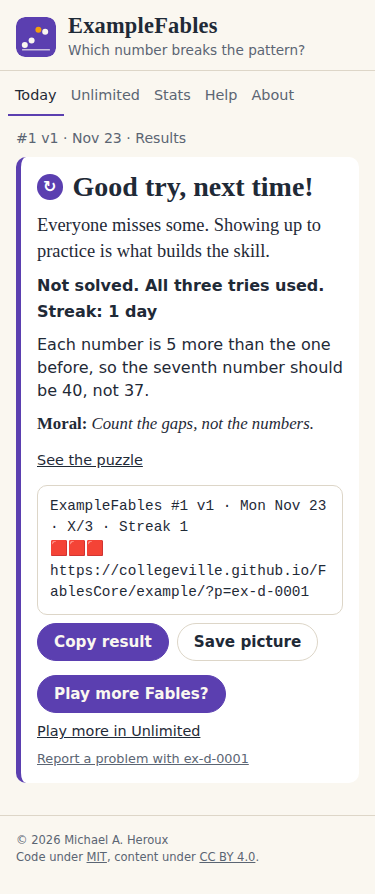 ExampleFables
Which number breaks the pattern?
Today Unlimited Stats Help About
#1 v1 · Nov 23 · Results
↻ Good try, next time!
Everyone misses some. Showing up to
practice is what builds the skill.
Not solved. All three tries used.
Streak: 1 day
Each number is 5 more than the one
before, so the seventh number should
be 40, not 37.
Moral: Count the gaps, not the numbers.
See the puzzle
ExampleFables #1 v1 · Mon Nov 23
· X/3 · Streak 1
🟥🟥🟥
https://collegeville.github.io/F
ablesCore/example/?p=ex-d-0001
Copy result Save picture
Play more Fables?
Play more in Unlimited
Report a problem with ex-d-0001
© 2026 Michael A. Heroux
Code under MIT, content under CC BY 4.0.